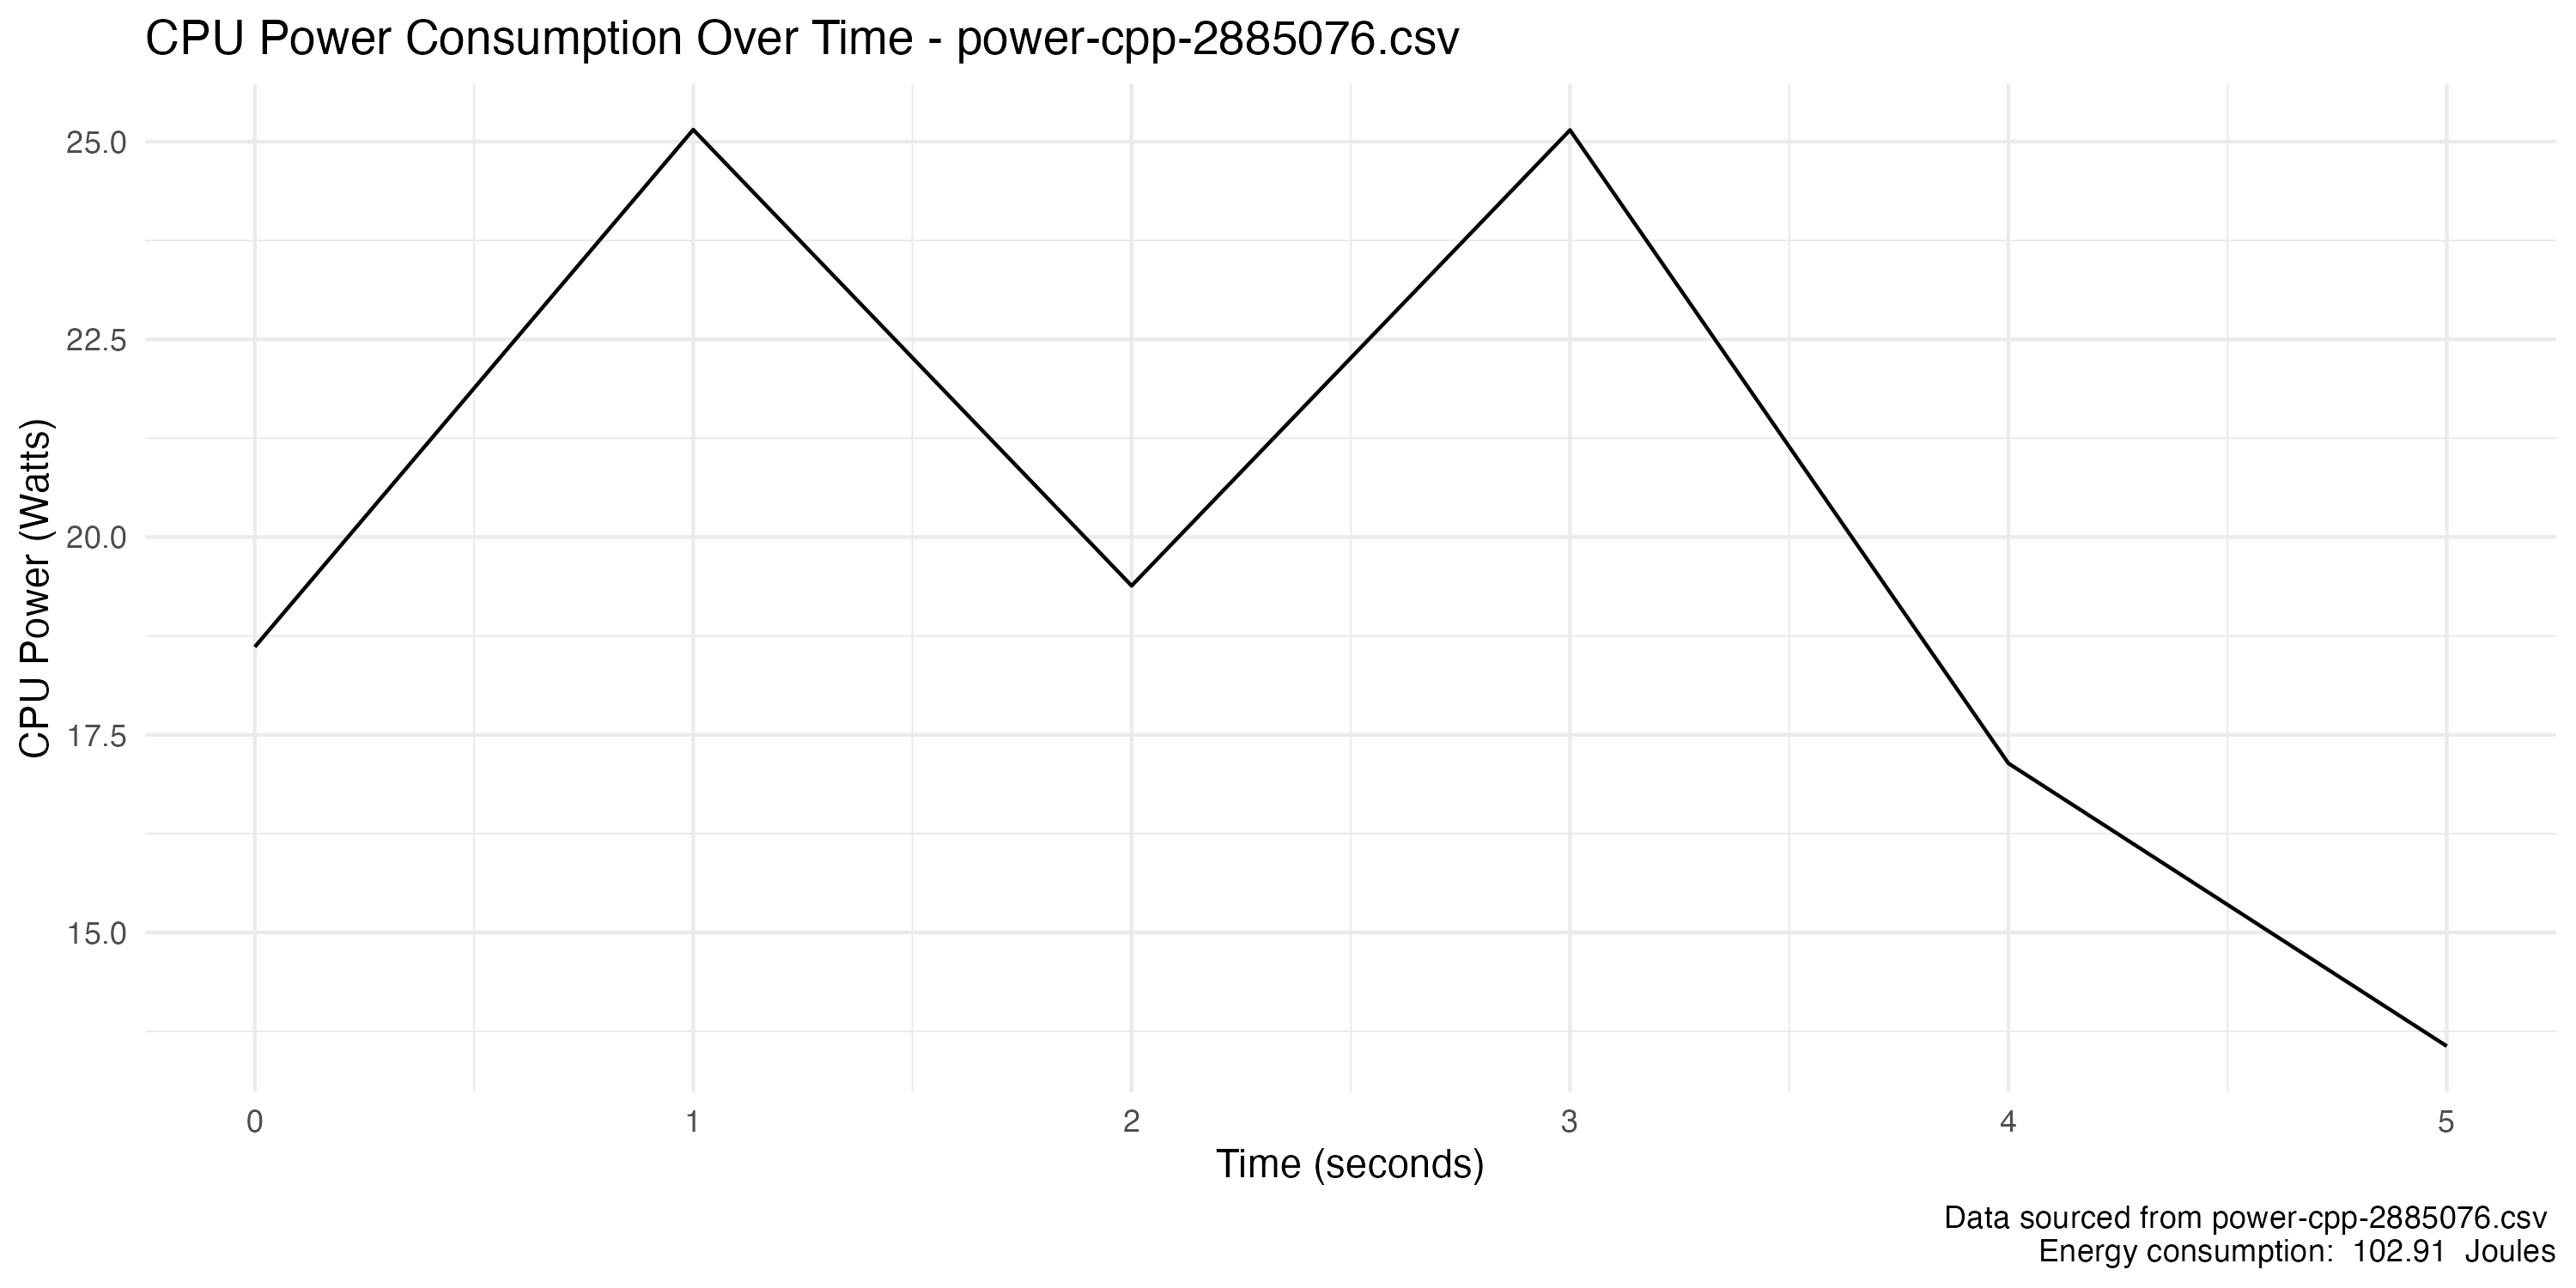 CPU Power Consumption Over Time - power-cpp-2885076.csv
CPU Power (Watts)
25.0
22.5
20.0
17.5
15.0
0 1 2 3 4 5
Time (seconds)
Data sourced from power-cpp-2885076.csv
Energy consumption:  102.91  Joules